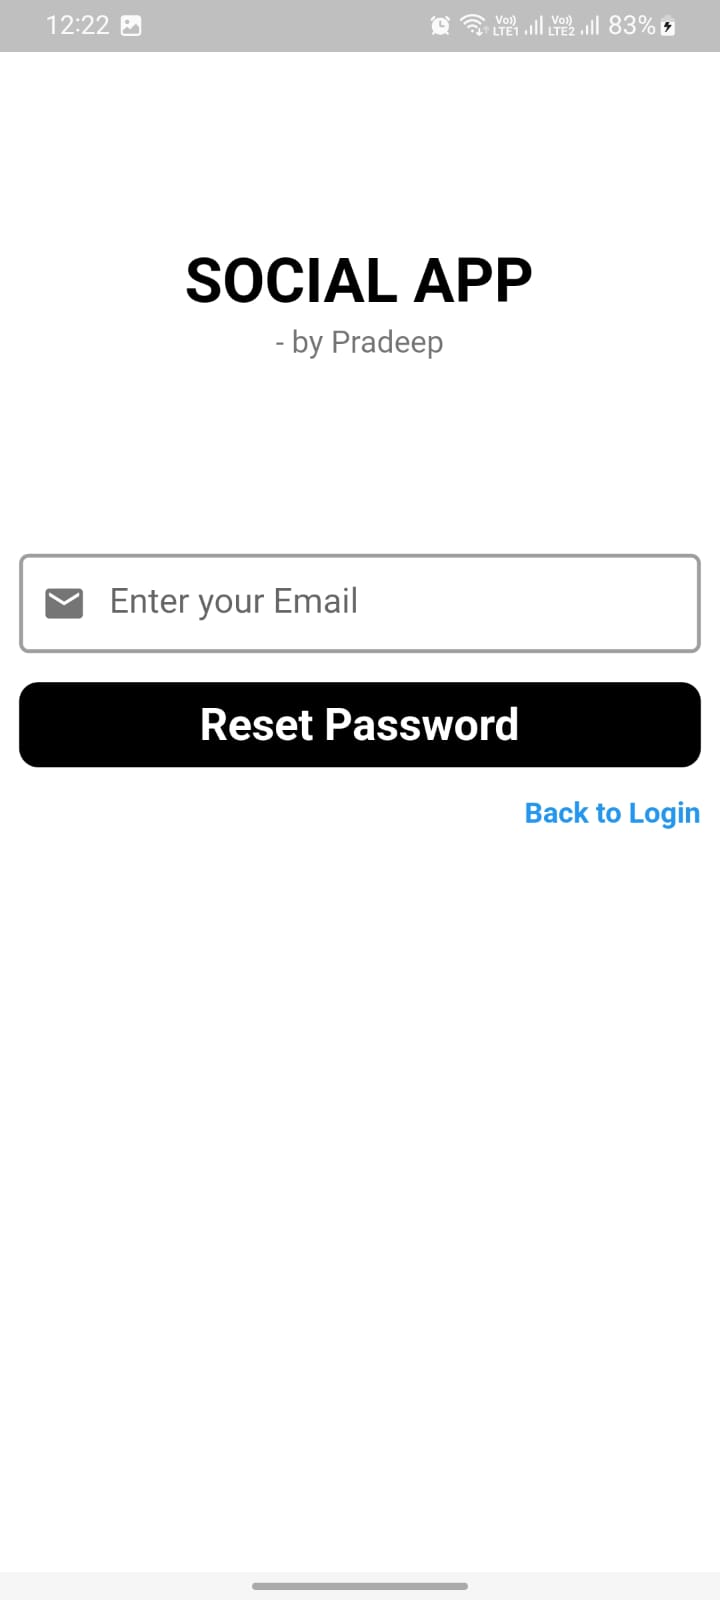 12:22 Vo) LTE1 Vo) LTE2 83%
SOCIAL APP
- by Pradeep
Enter your Email
Reset Password
Back to Login